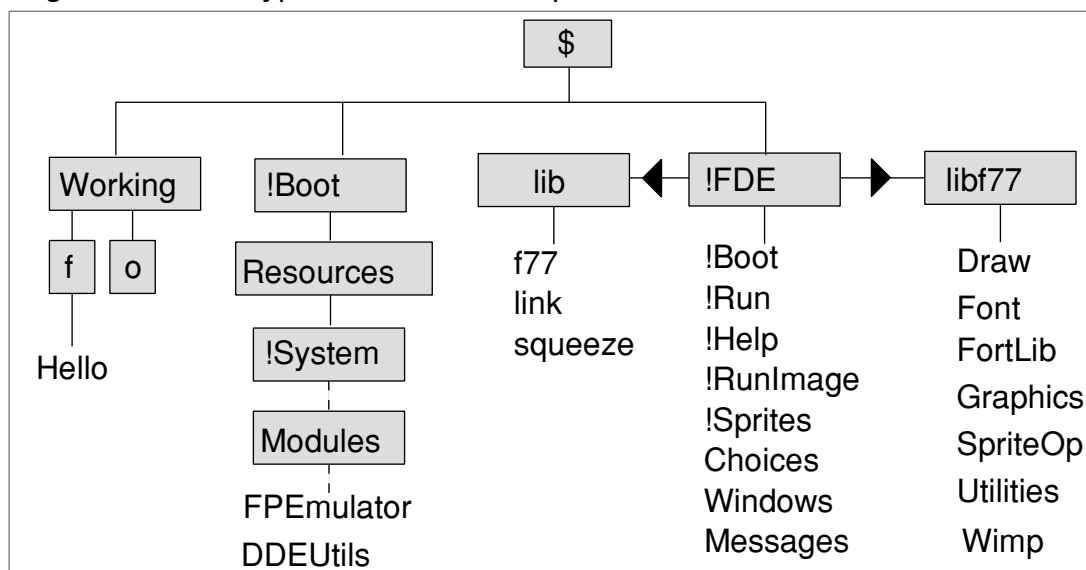 $
Working
!Boot
lib
!FDE
libf77
f
o
Hello
Resources
!System
Modules
FPEmulator
DDEUtils
f77
link
squeeze
!Boot
!Run
!Help
!RunImage
!Sprites
Choices
Windows
Messages
Draw
Font
FortLib
Graphics
SpriteOp
Utilities
Wimp